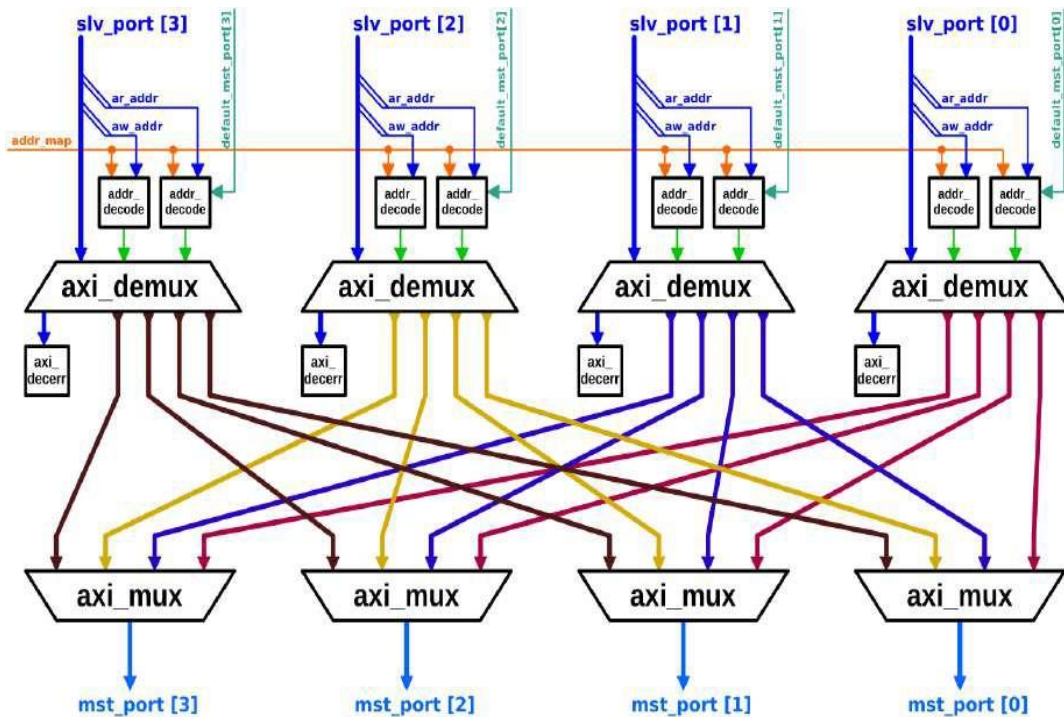 slv_port [3]
default_mst_port[3]
slv_port [2]
default_mst_port[2]
slv_port [1]
default_mst_port[1]
slv_port [0]
default_mst_port[0]
ar_addr
ar_addr
ar_addr
ar_addr
aw_addr
aw_addr
aw_addr
aw_addr
addr_map
addr_
decode
addr_
decode
addr_
decode
addr_
decode
addr_
decode
addr_
decode
addr_
decode
addr_
decode
axi_demux
axi_demux
axi_demux
axi_demux
axi_
decerr
axi_
decerr
axi_
decerr
axi_
decerr
axi_mux
axi_mux
axi_mux
axi_mux
mst_port [3]
mst_port [2]
mst_port [1]
mst_port [0]